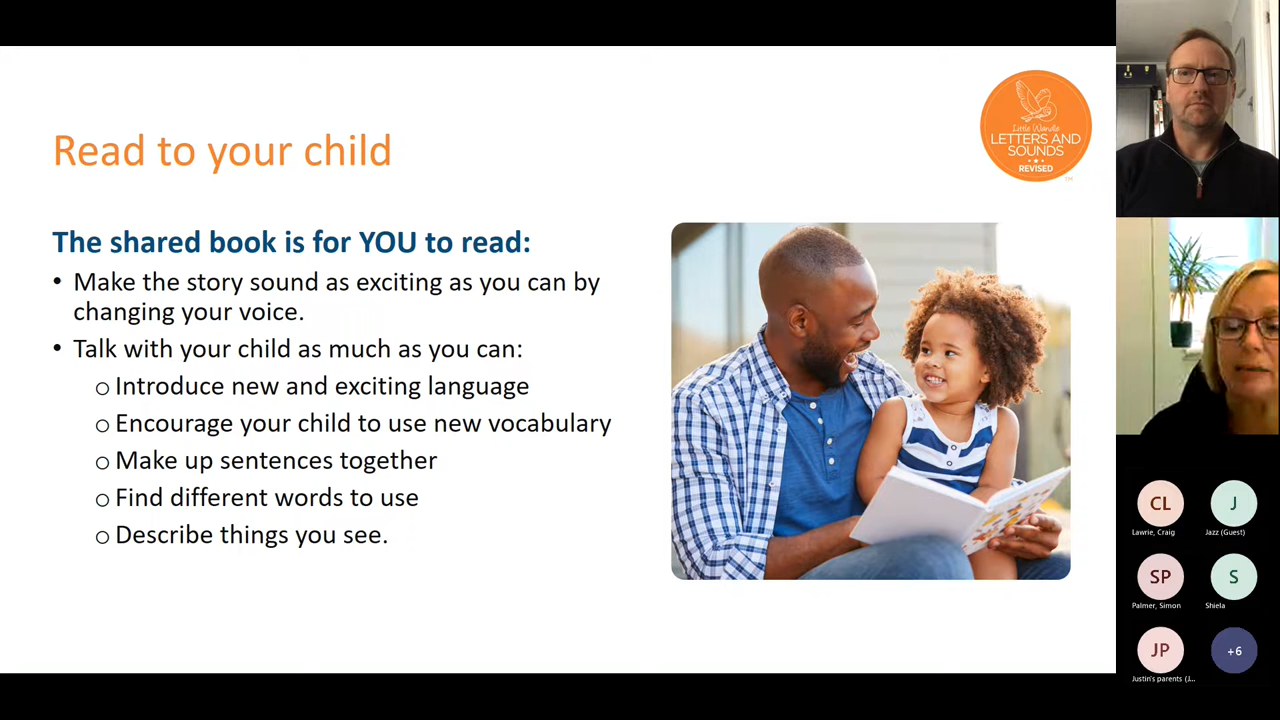 Read to your child
Little Wandle
LETTERS AND
SOUNDS
REVISED
TM
The shared book is for YOU to read:
• Make the story sound as exciting as you can by
changing your voice.
• Talk with your child as much as you can:
o Introduce new and exciting language
o Encourage your child to use new vocabulary
o Make up sentences together
o Find different words to use
o Describe things you see.
CL
J
Lawrie, Craig
Jazz (Guest)
SP
S
Palmer, Simon
Shiela
JP
+6
Justin's parents (J...